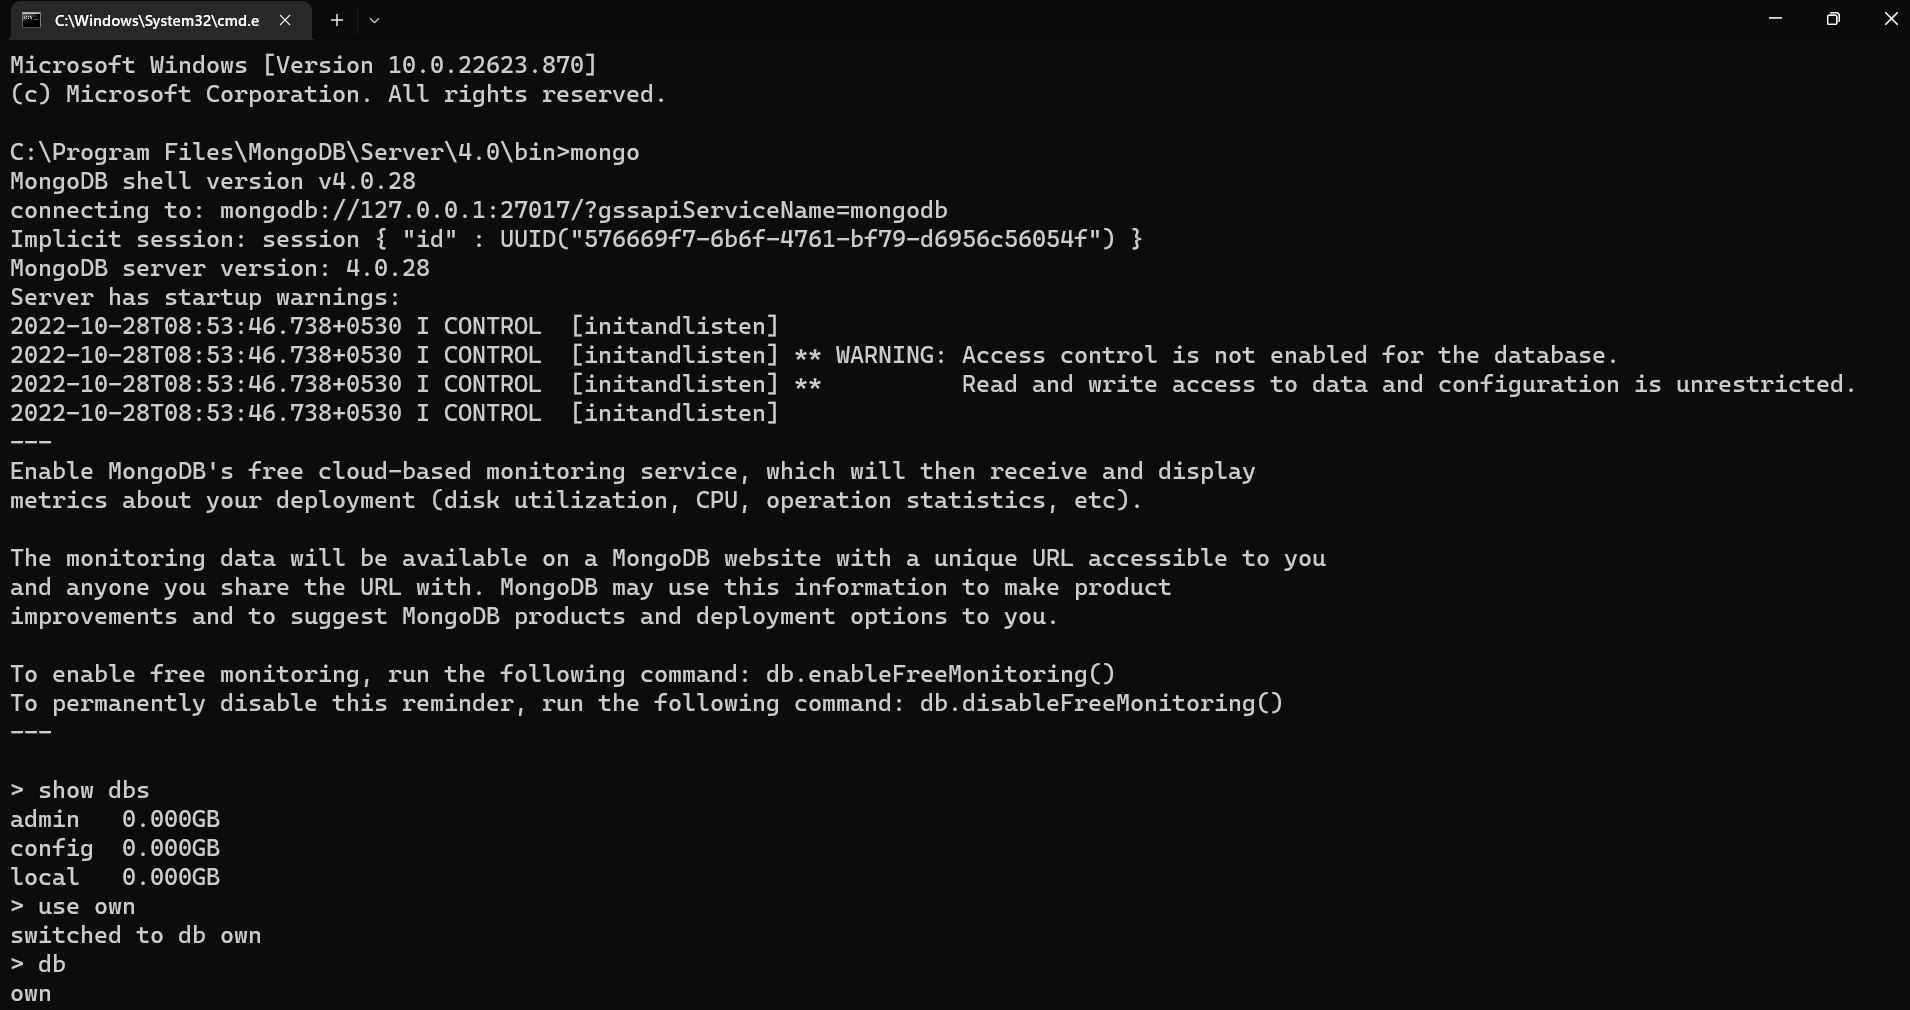 C:\Windows\System32\cmd.e
Microsoft Windows [Version 10.0.22623.870]
(c) Microsoft Corporation. All rights reserved.
C:\Program Files\MongoDB\Server\4.0\bin>mongo
MongoDB shell version v4.0.28
connecting to: mongodb://127.0.0.1:27017/?gssapiServiceName=mongodb
Implicit session: session { "id" : UUID("576669f7-6b6f-4761-bf79-d6956c56054f") }
MongoDB server version: 4.0.28
Server has startup warnings:
2022-10-28T08:53:46.738+0530 I CONTROL  [initandlisten]
2022-10-28T08:53:46.738+0530 I CONTROL  [initandlisten] ** WARNING: Access control is not enabled for the database.
2022-10-28T08:53:46.738+0530 I CONTROL  [initandlisten] **          Read and write access to data and configuration is unrestricted.
2022-10-28T08:53:46.738+0530 I CONTROL  [initandlisten]
---
Enable MongoDB's free cloud-based monitoring service, which will then receive and display
metrics about your deployment (disk utilization, CPU, operation statistics, etc).
The monitoring data will be available on a MongoDB website with a unique URL accessible to you
and anyone you share the URL with. MongoDB may use this information to make product
improvements and to suggest MongoDB products and deployment options to you.
To enable free monitoring, run the following command: db.enableFreeMonitoring()
To permanently disable this reminder, run the following command: db.disableFreeMonitoring()
---
> show dbs
admin   0.000GB
config  0.000GB
local   0.000GB
> use own
switched to db own
> db
own